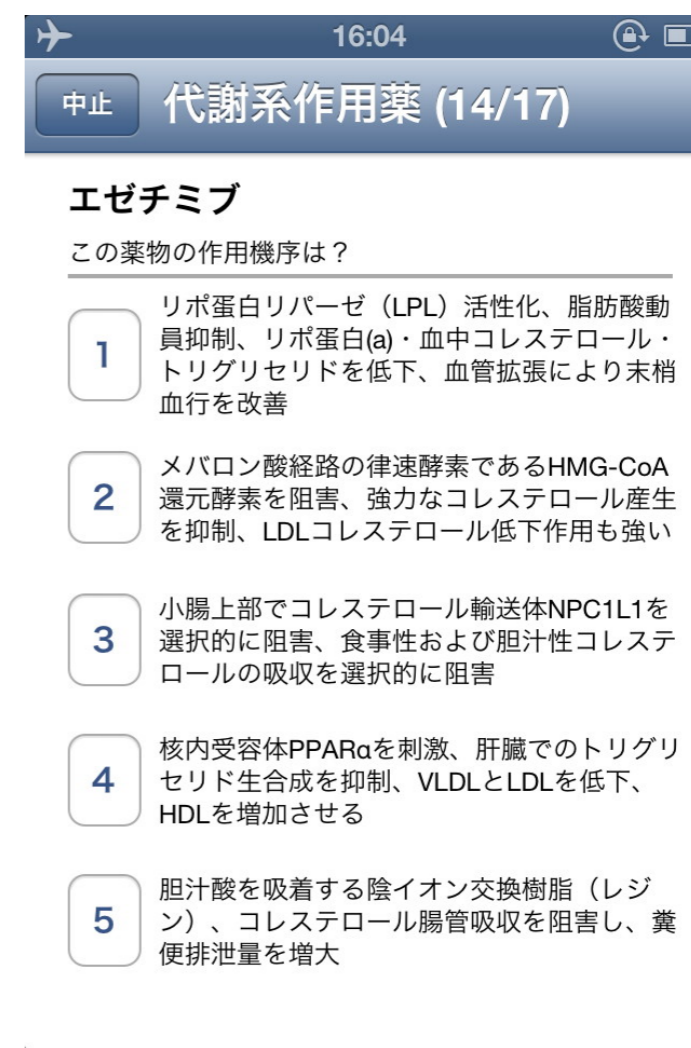 16:04
中止
代謝系作用薬 (14/17)
エゼチミブ
この薬物の作用機序は？
1
リポ蛋白リパーゼ（LPL）活性化、脂肪酸動
員抑制、リポ蛋白(a)・血中コレステロール・
トリグリセリドを低下、血管拡張により末梢
血行を改善
2
メバロン酸経路の律速酵素であるHMG-CoA
還元酵素を阻害、強力なコレステロール産生
を抑制、LDLコレステロール低下作用も強い
3
小腸上部でコレステロール輸送体NPC1L1を
選択的に阻害、食事性および胆汁性コレステ
ロールの吸収を選択的に阻害
4
核内受容体PPARαを刺激、肝臓でのトリグリ
セリド生合成を抑制、VLDLとLDLを低下、
HDLを増加させる
5
胆汁酸を吸着する陰イオン交換樹脂（レジ
ン）、コレステロール腸管吸収を阻害し、糞
便排泄量を増大